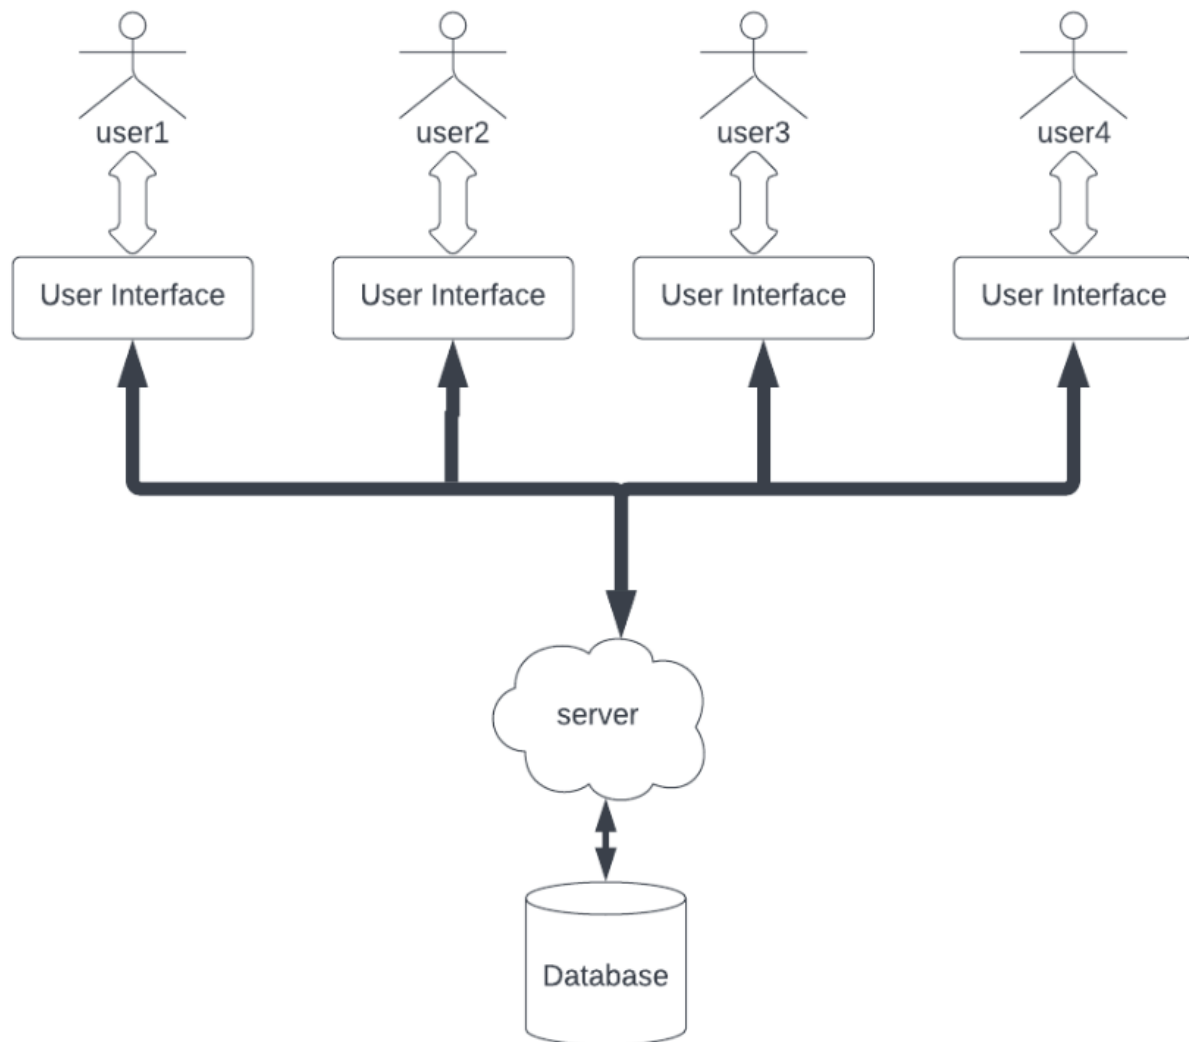 user1
user2
user3
user4
User Interface
User Interface
User Interface
User Interface
server
Database